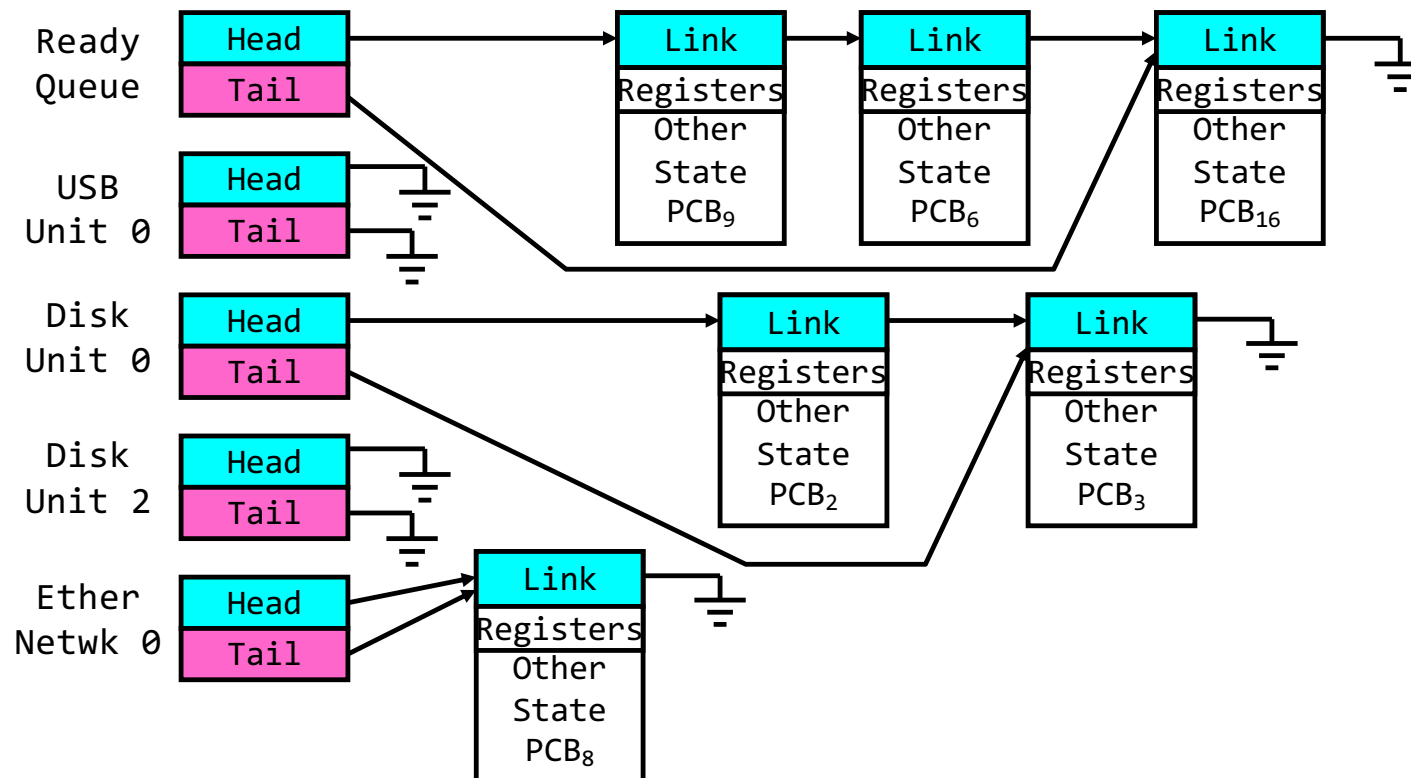 Ready
Queue
Head
Tail
Link
Registers
Other
State
PCB₉
Link
Registers
Other
State
PCB₆
Link
Registers
Other
State
PCB₁₆
USB
Unit 0
Head
Tail
Disk
Unit 0
Head
Tail
Link
Registers
Other
State
PCB₂
Link
Registers
Other
State
PCB₃
Disk
Unit 2
Head
Tail
Ether
Netwk 0
Head
Tail
Link
Registers
Other
State
PCB₈